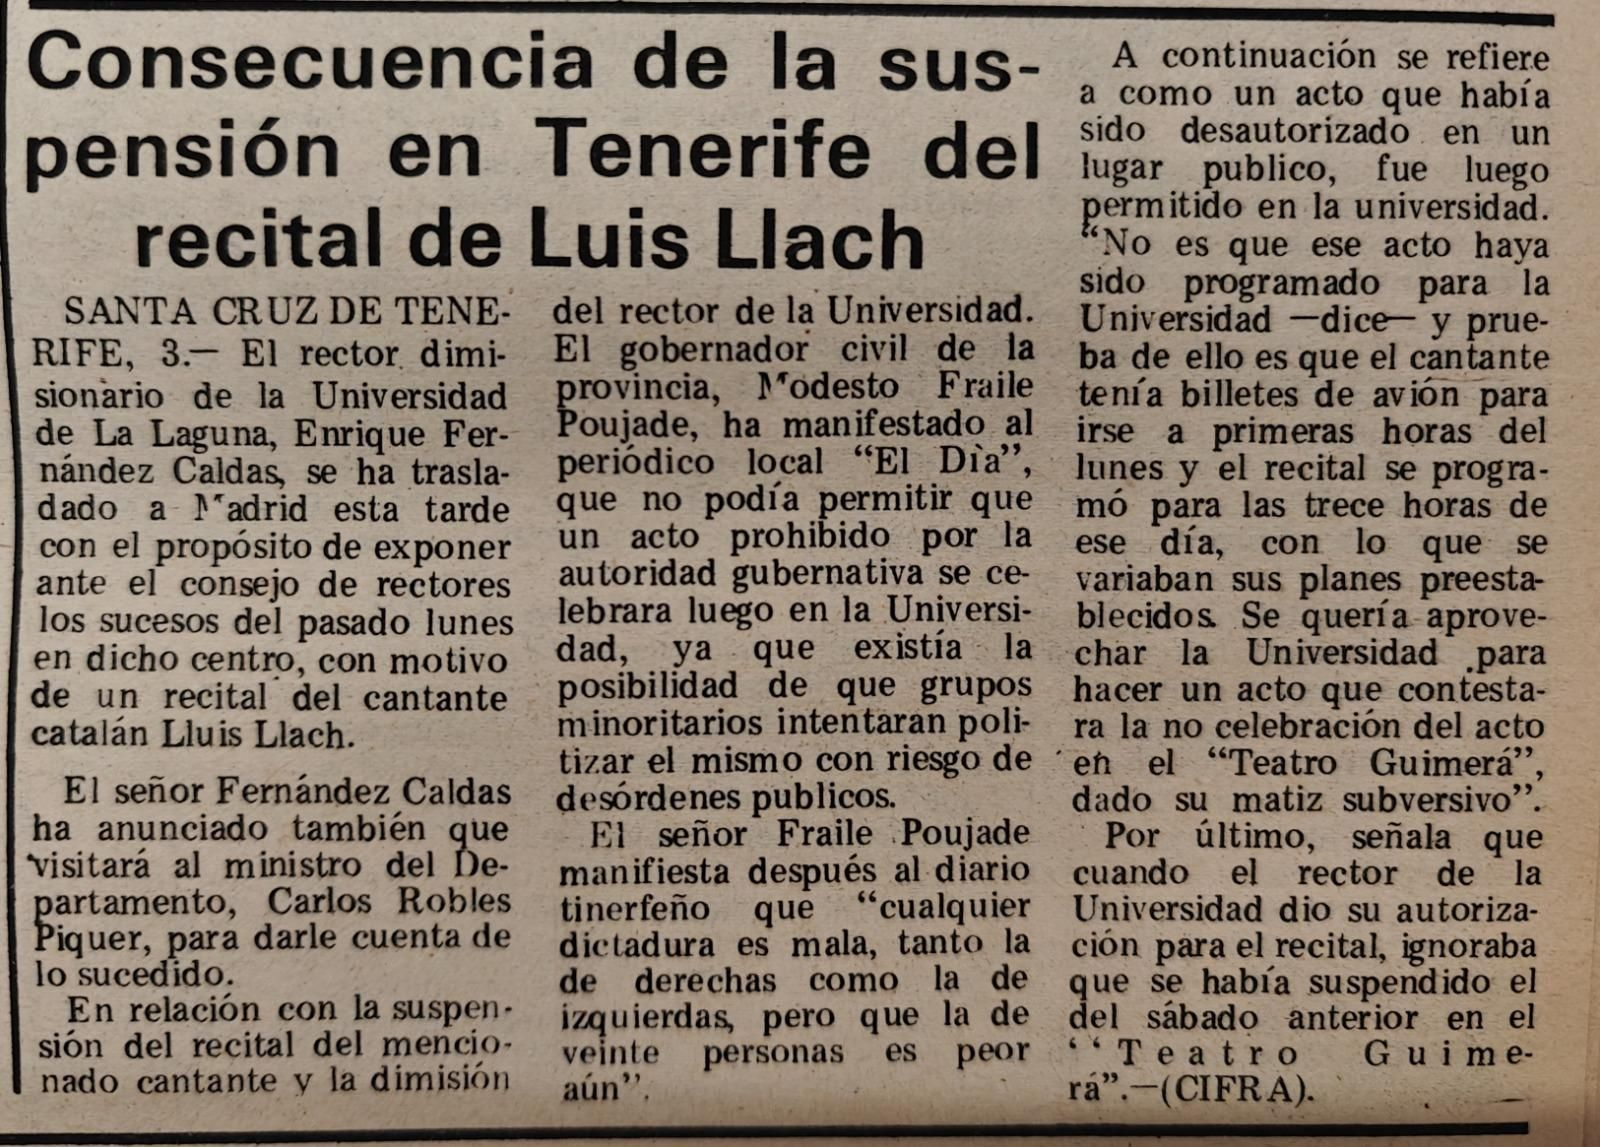 Consecuencia de la sus-
pensión en Tenerife del
recital de Luis Llach
SANTA CRUZ DE TENE-
RIFE, 3.— El rector dimi-
sionario de la Universidad
de La Laguna, Enrique Fer-
nández Caldas, se ha trasla-
dado a Madrid esta tarde
con el propósito de exponer
ante el consejo de rectores
los sucesos del pasado lunes
en dicho centro, con motivo
de un recital del cantante
catalán Lluis Llach.
El señor Fernández Caldas
ha anunciado también que
visitará al ministro del De-
partamento, Carlos Robles
Piquer, para darle cuenta de
lo sucedido.
En relación con la suspen-
sión del recital del mencio-
nado cantante y la dimisión
del rector de la Universidad.
El gobernador civil de la
provincia, Modesto Fraile
Poujade, ha manifestado al
periódico local “El Dìa”,
que no podía permitir que
un acto prohibido por la
autoridad gubernativa se ce-
lebrara luego en la Universi-
dad, ya que existía la
posibilidad de que grupos
minoritarios intentaran poli-
tizar el mismo con riesgo de
desórdenes publicos.
El señor Fraile Poujade
manifiesta después al diario
tinerfeño que “cualquier
dictadura es mala, tanto la
de derechas como la de
izquierdas, pero que la de
veinte personas es peor
aún”.
A continuación se refiere
a como un acto que había
sido desautorizado en un
lugar publico, fue luego
permitido en la universidad.
“No es que ese acto haya
sido programado para la
Universidad —dice— y prue-
ba de ello es que el cantante
tenía billetes de avión para
irse a primeras horas del
lunes y el recital se progra-
mó para las trece horas de
ese día, con lo que se
variaban sus planes preesta-
blecidos. Se quería aprove-
char la Universidad para
hacer un acto que contesta-
ra la no celebración del acto
en el “Teatro Guimerá”,
dado su matiz subversivo”.
Por último, señala que
cuando el rector de la
Universidad dio su autoriza-
ción para el recital, ignoraba
que se había suspendido el
del sábado anterior en el
‘‘Teatro Guime-
rá”.—(CIFRA).